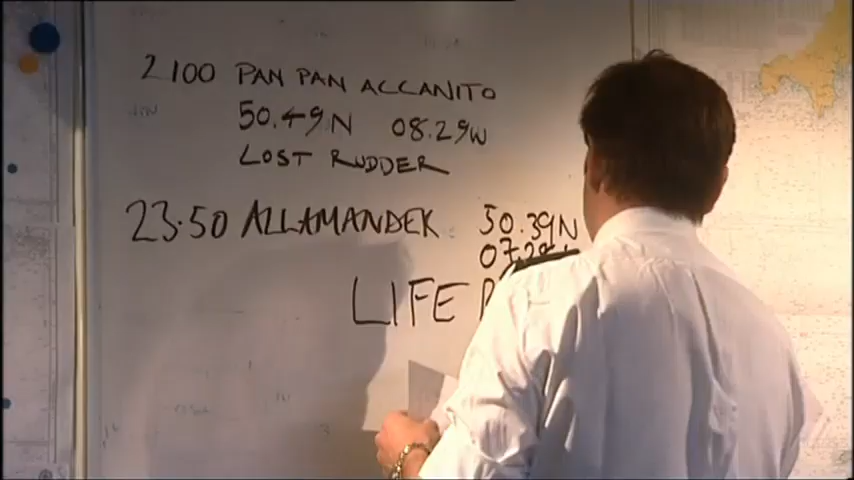 2100 PAN PAN ACCANITO
50.49N 08.29W
LOST RUDDER
23.50 ALLAMANDEK 50.39N
LIFE